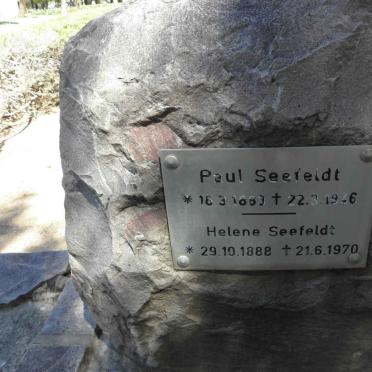 Paul Seefeldt
* 16.3.1883 † 22.3.1946
Helene Seefeldt
* 29.10.1888 † 21.6.1970